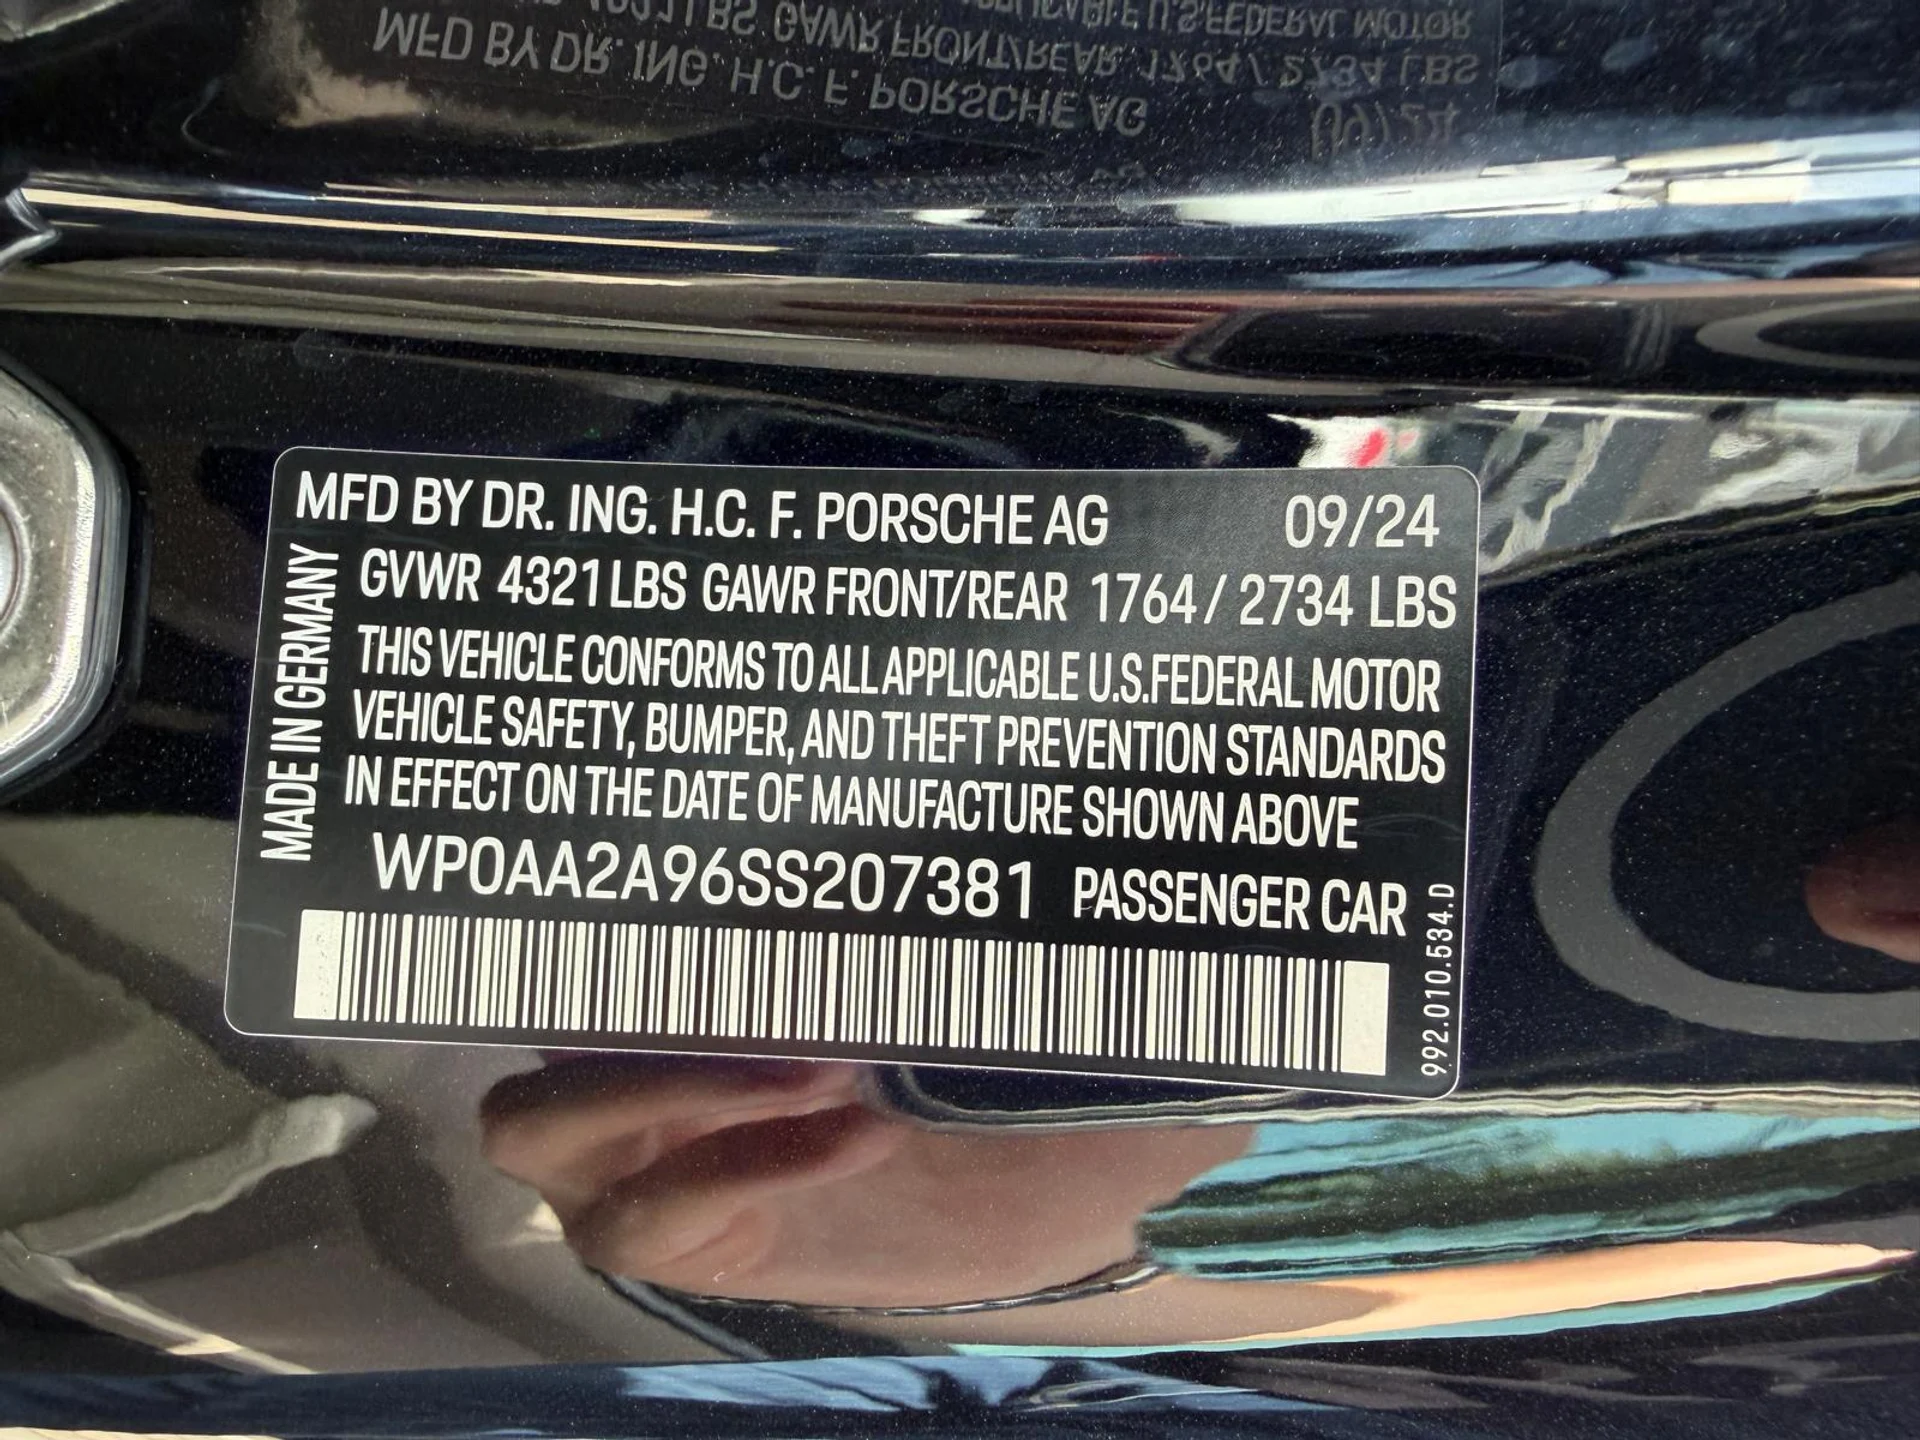 MFD BY DR. ING. H.C. F. PORSCHE AG 09/24
GVWR 4321 LBS GAWR FRONT/REAR 1764 / 2734 LBS
THIS VEHICLE CONFORMS TO ALL APPLICABLE U.S.FEDERAL MOTOR
VEHICLE SAFETY, BUMPER, AND THEFT PREVENTION STANDARDS
IN EFFECT ON THE DATE OF MANUFACTURE SHOWN ABOVE
WP0AA2A96SS207381 PASSENGER CAR
MADE IN GERMANY
992.010.534.D